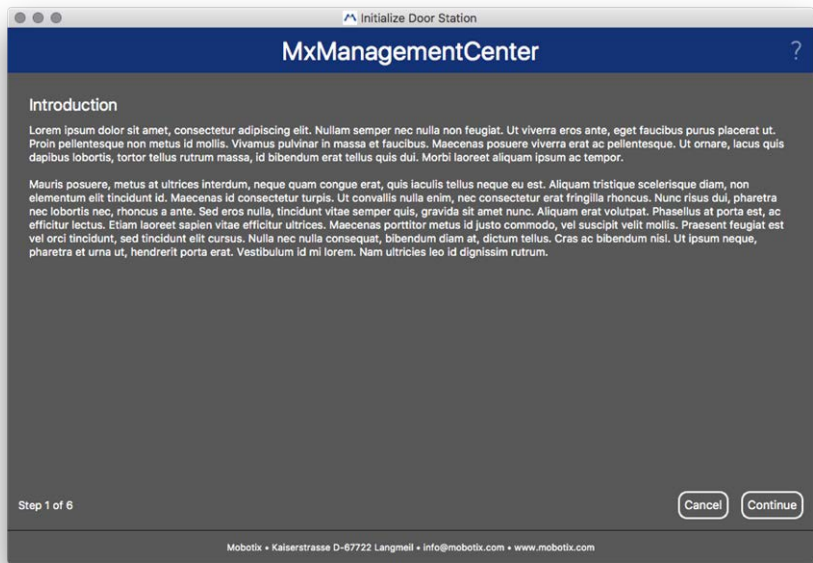 Initialize Door Station
MxManagementCenter
?
Introduction
Lorem ipsum dolor sit amet, consectetur adipiscing elit. Nullam semper nec nulla non feugiat. Ut viverra eros ante, eget faucibus purus placerat ut.
Proin pellentesque non metus id mollis. Vivamus pulvinar in massa et faucibus. Maecenas posuere viverra erat ac pellentesque. Ut ornare, lacus quis
dapibus lobortis, tortor tellus rutrum massa, id bibendum erat tellus quis dui. Morbi laoreet aliquam ipsum ac tempor.
Mauris posuere, metus at ultrices interdum, neque quam congue erat, quis iaculis tellus neque eu est. Aliquam tristique scelerisque diam, non
elementum elit tincidunt id. Maecenas id consectetur turpis. Ut convallis nulla enim, nec consectetur erat fringilla rhoncus. Nunc risus dui, pharetra
nec lobortis nec, rhoncus a ante. Sed eros nulla, tincidunt vitae semper quis, gravida sit amet nunc. Aliquam erat volutpat. Phasellus at porta est, ac
efficitur lectus. Etiam laoreet sapien vitae efficitur ultrices. Maecenas porttitor metus id justo commodo, vel suscipit velit mollis. Praesent feugiat est
vel orci tincidunt, sed tincidunt elit cursus. Nulla nec nulla consequat, bibendum diam at, dictum tellus. Cras ac bibendum nisl. Ut ipsum neque,
pharetra et urna ut, hendrerit porta erat. Vestibulum id mi lorem. Nam ultricies leo id dignissim rutrum.
Step 1 of 6
Cancel
Continue
Mobotix • Kaiserstrasse D-67722 Langmeil • info@mobotix.com • www.mobotix.com